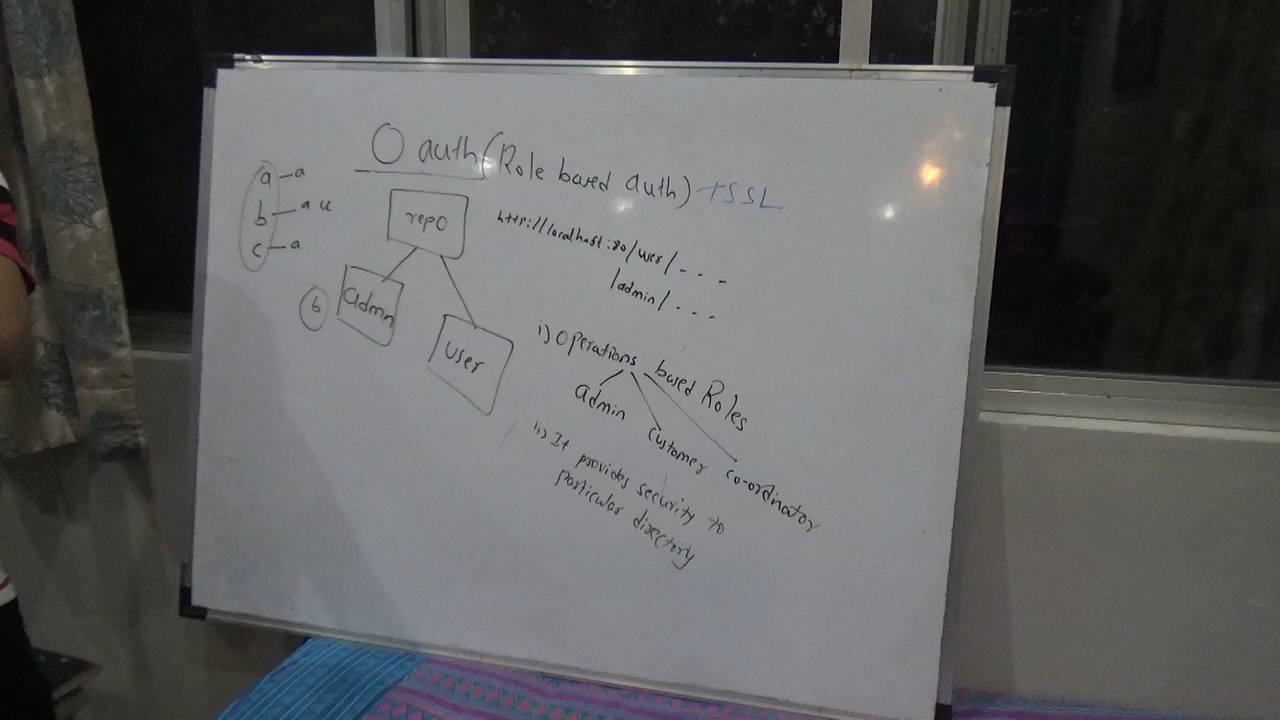 O auth (Role based auth) + SSL
a - a
b - a u
c - a
repo
admn
user
b
http://localhost:80/user/ - - -
/admin/ - - -
i) Operations based Roles
admin
customer
co-ordinator
ii) It provides security to
particular directory